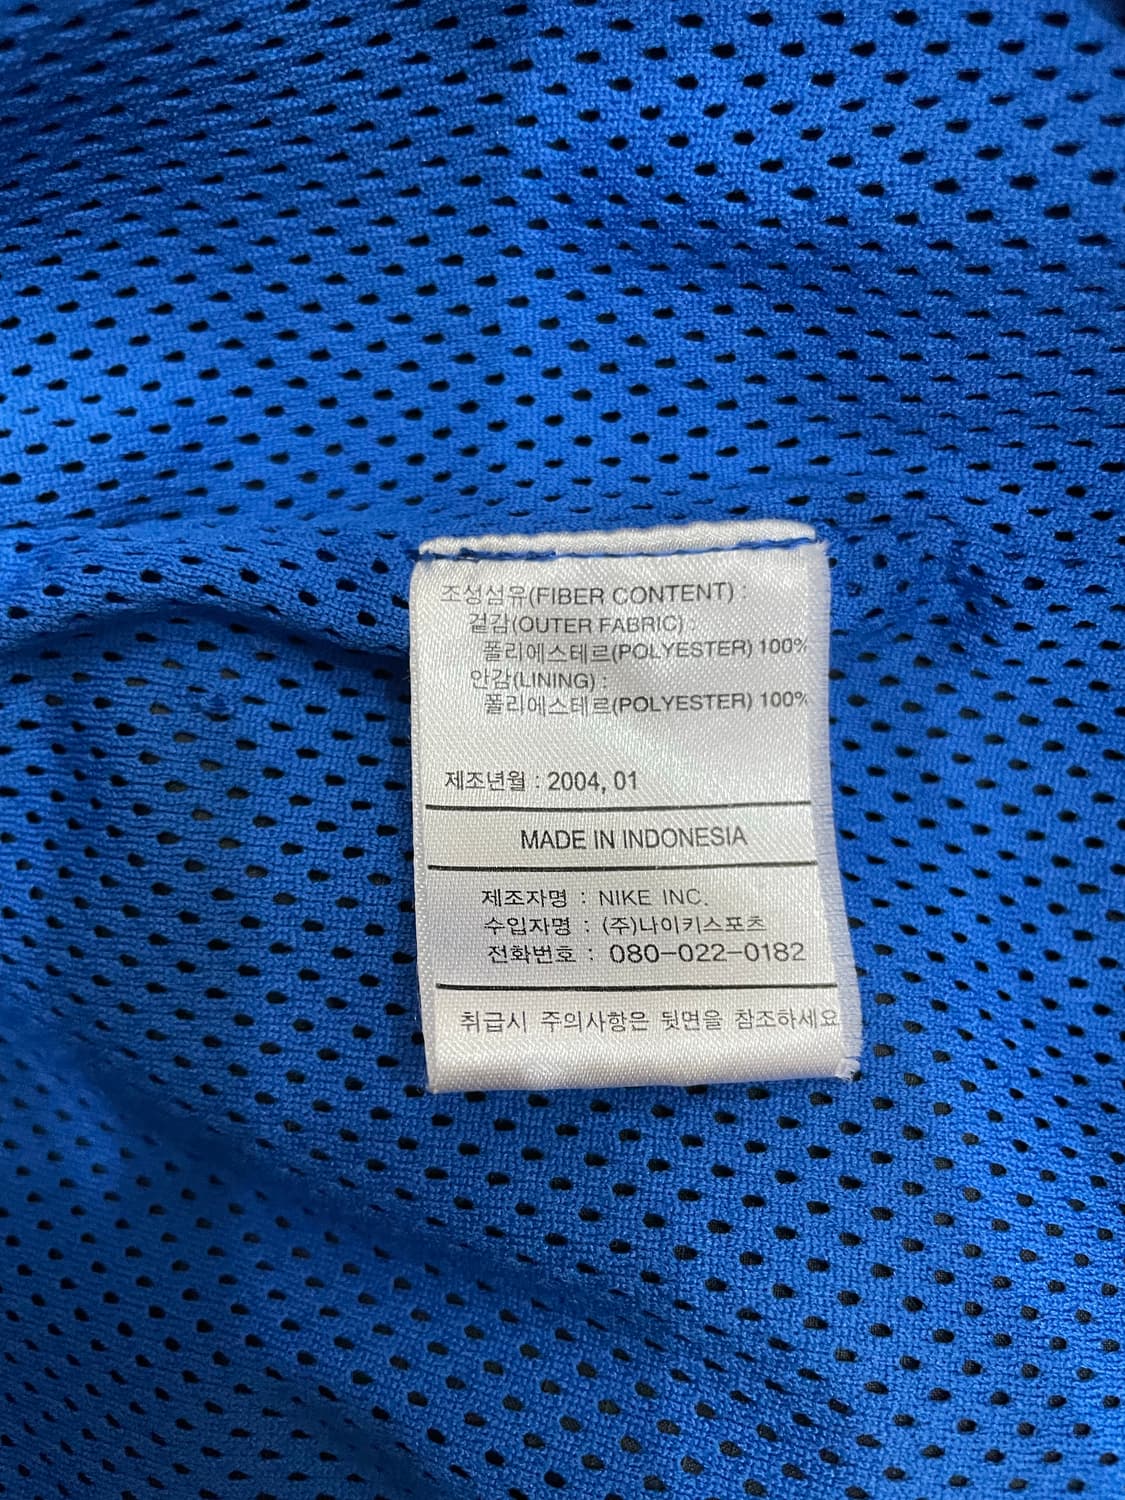 조성섬유(FIBER CONTENT) :
겉감(OUTER FABRIC) :
폴리에스테르(POLYESTER) 100%
안감(LINING) :
폴리에스테르(POLYESTER) 100%
제조년월 : 2004, 01
MADE IN INDONESIA
제조자명 : NIKE INC.
수입자명 : (주)나이키스포츠
전화번호 : 080-022-0182
취급시 주의사항은 뒷면을 참조하세요